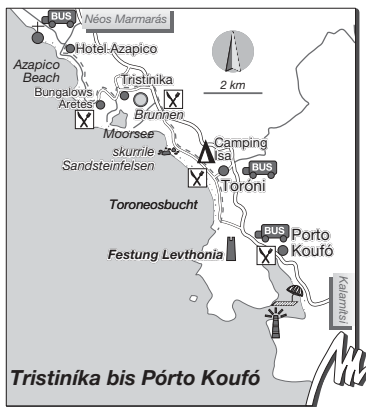 BUS
Néos Marmarás
Hotel-Azapico
Azapico
Beach
Tristinika
Bungalows
Aretes
Brunnen
2 km
Moorsee
skurrile
Sandsteinfelsen
Camping
Isa
BUS
Toróni
Toroneosbucht
BUS
Porto
Koufó
Festung Levthonia
Kalamitsi
Tristiníka bis Pórto Koufó